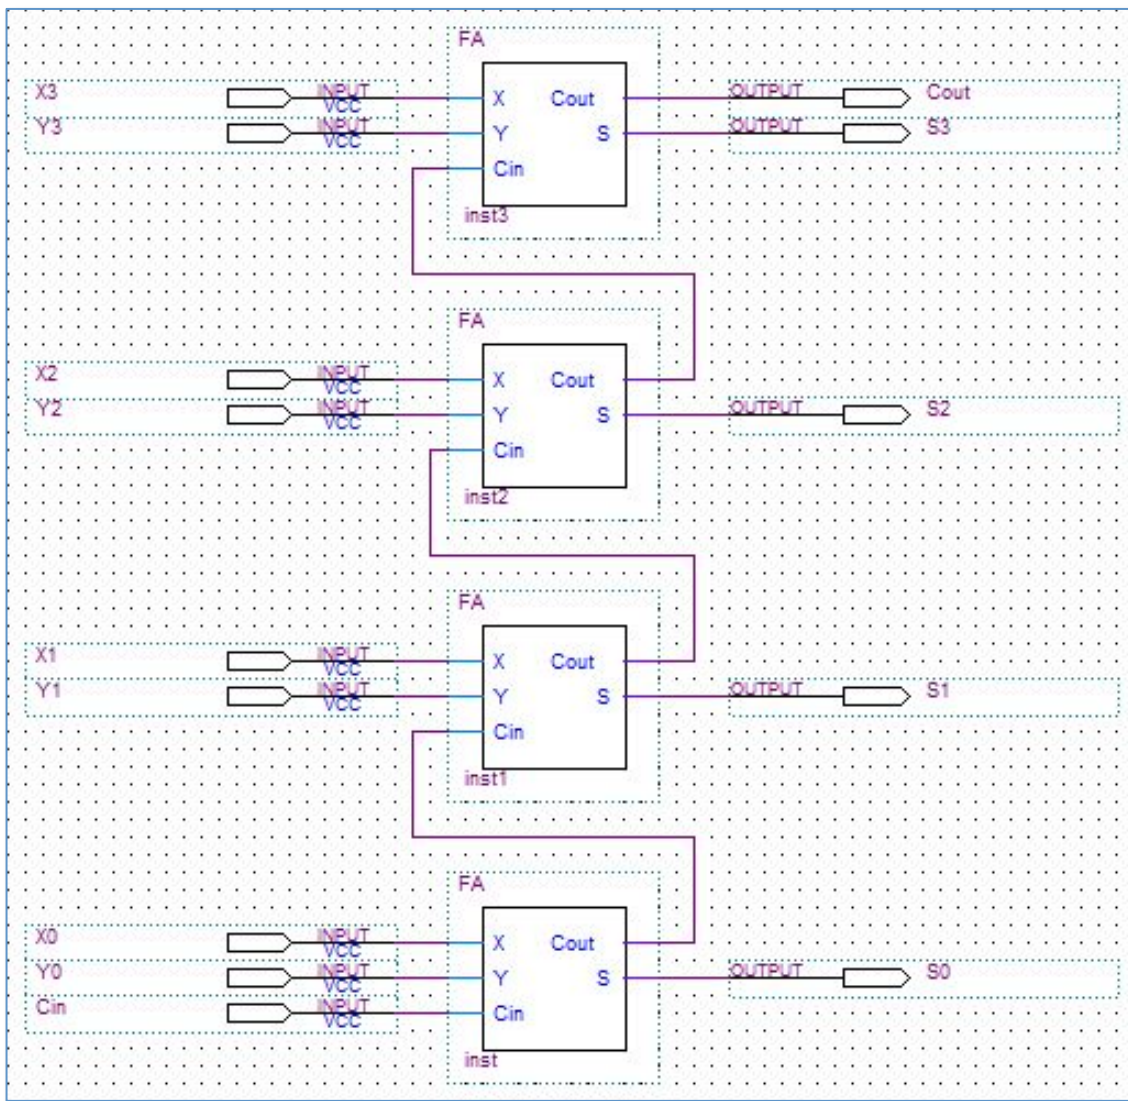 FA
X3 INPUT VCC X Cout OUTPUT Cout
Y3 INPUT VCC Y S OUTPUT S3
Cin
inst3
FA
X2 INPUT VCC X Cout
Y2 INPUT VCC Y S OUTPUT S2
Cin
inst2
FA
X1 INPUT VCC X Cout
Y1 INPUT VCC Y S OUTPUT S1
Cin
inst1
FA
X0 INPUT VCC X Cout
Y0 INPUT VCC Y S OUTPUT S0
Cin INPUT VCC Cin
inst